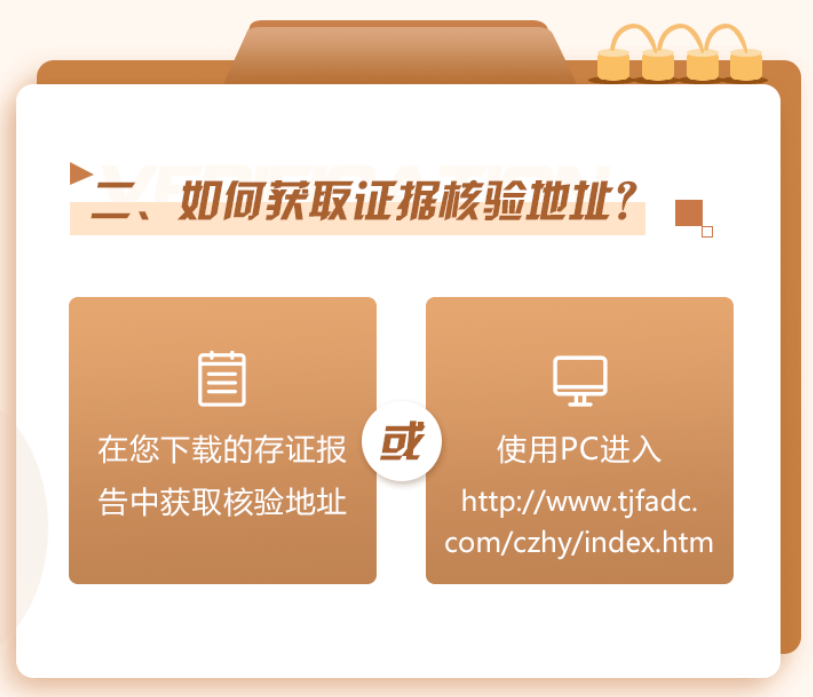 二、如何获取证据核验地址？
在您下载的存证报
告中获取核验地址
或
使用PC进入
http://www.tjfadc.
com/czhy/index.htm